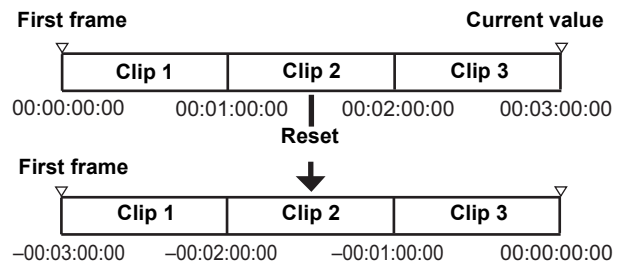 First frame Current value
Clip 1 Clip 2 Clip 3
00:00:00:00 00:01:00:00 00:02:00:00 00:03:00:00
Reset
First frame
Clip 1 Clip 2 Clip 3
–00:03:00:00 –00:02:00:00 –00:01:00:00 00:00:00:00